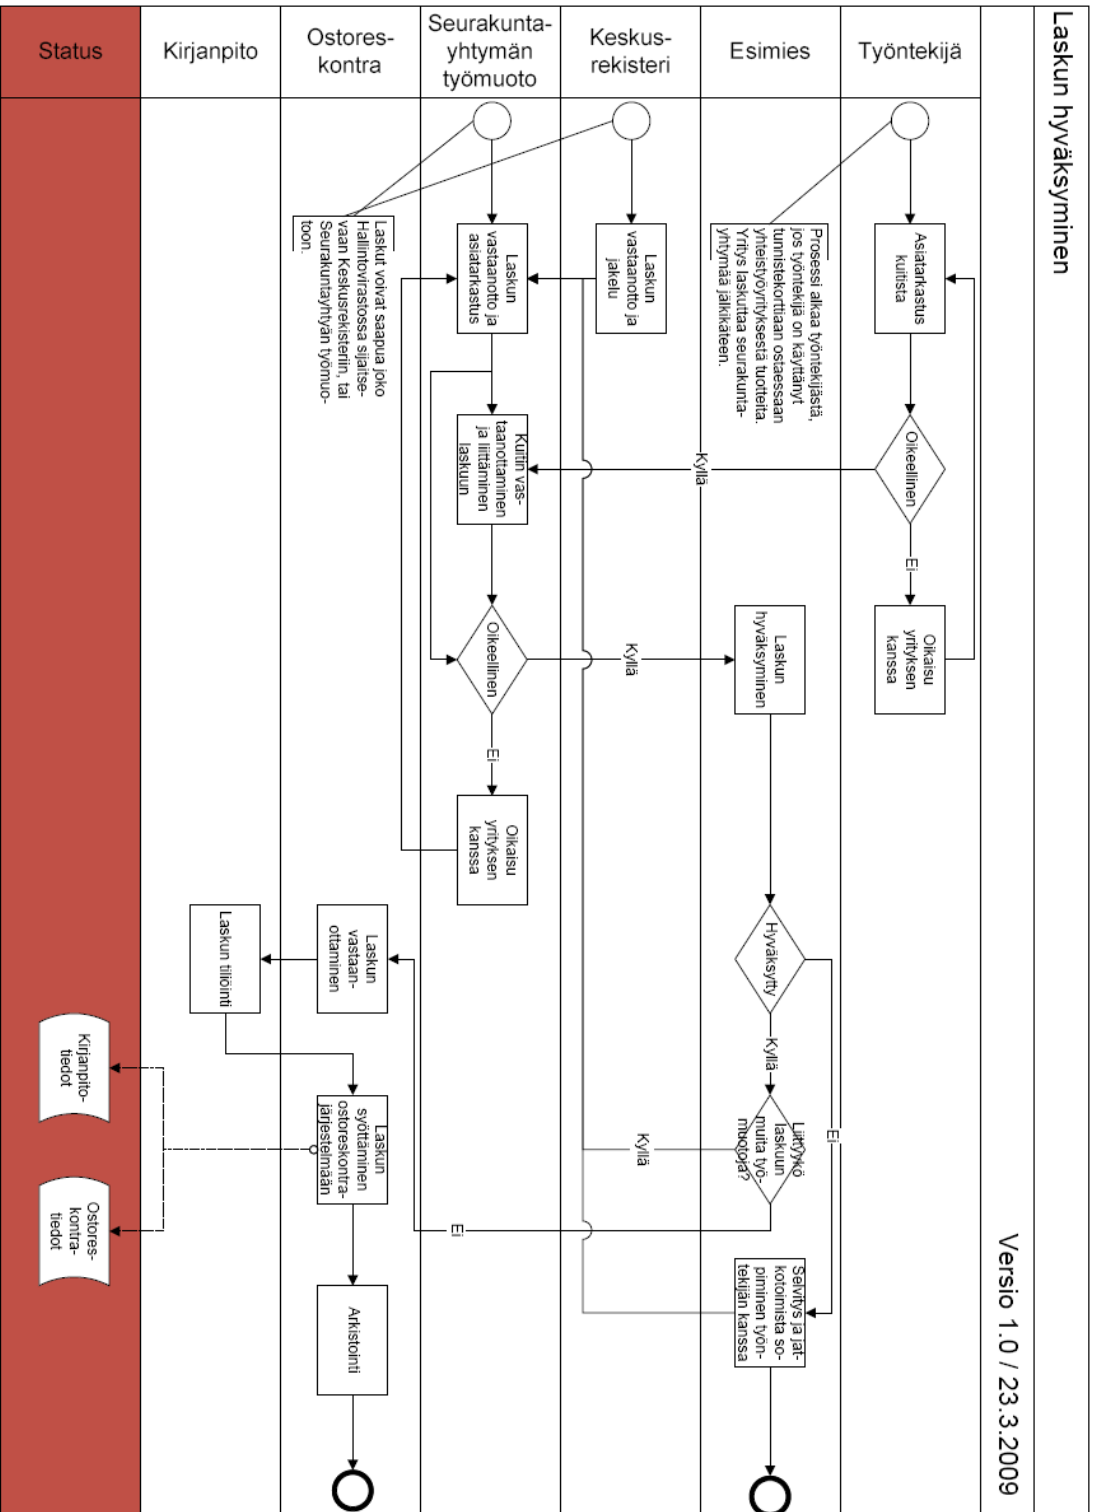 Laskun hyväksyminen
Versio 1.0 / 23.3.2009
Työntekijä
Esimies
Keskus-
rekisteri
Seurakunta-
yhtymän
työmuoto
Ostores-
kontra
Kirjanpito
Status
Asiatarkastus
kuitista
Oikeellinen
Ei
Oikaisu
yrityksen
kanssa
Kyllä
Prosessi alkaa työntekijästä,
jos työntekijä on käyttänyt
tunnistekorttiaan ostaessaan
yhteistyöyrityksestä tuotteita.
Yritys laskuttaa seurakunta-
yhtymää jälkikäteen.
Laskun
hyväksyminen
Hyväksytty
Kyllä
Ei
Liittyykö
laskuun
muita työ-
muotoja?
Kyllä
Ei
Selvitys ja jat-
kotoimista so-
piminen työn-
tekijän kanssa
Laskun
vastaanotto ja
jakelu
Laskun
vastaanotto ja
asiatarkastus
Kuitin vas-
taanottaminen
ja liittäminen
laskuun
Oikeellinen
Kyllä
Ei
Oikaisu
yrityksen
kanssa
Laskut voivat saapua joko
Hallintovirastossa sijaitse-
vaan Keskusrekisteriin, tai
Seurakuntayhtyän työmuo-
toon.
Laskun
vastaan-
ottaminen
Laskun tiliöinti
Laskun
syöttäminen
ostoreskontra-
järjestelmään
Arkistointi
Kirjanpito-
tiedot
Ostores-
kontra-
tiedot